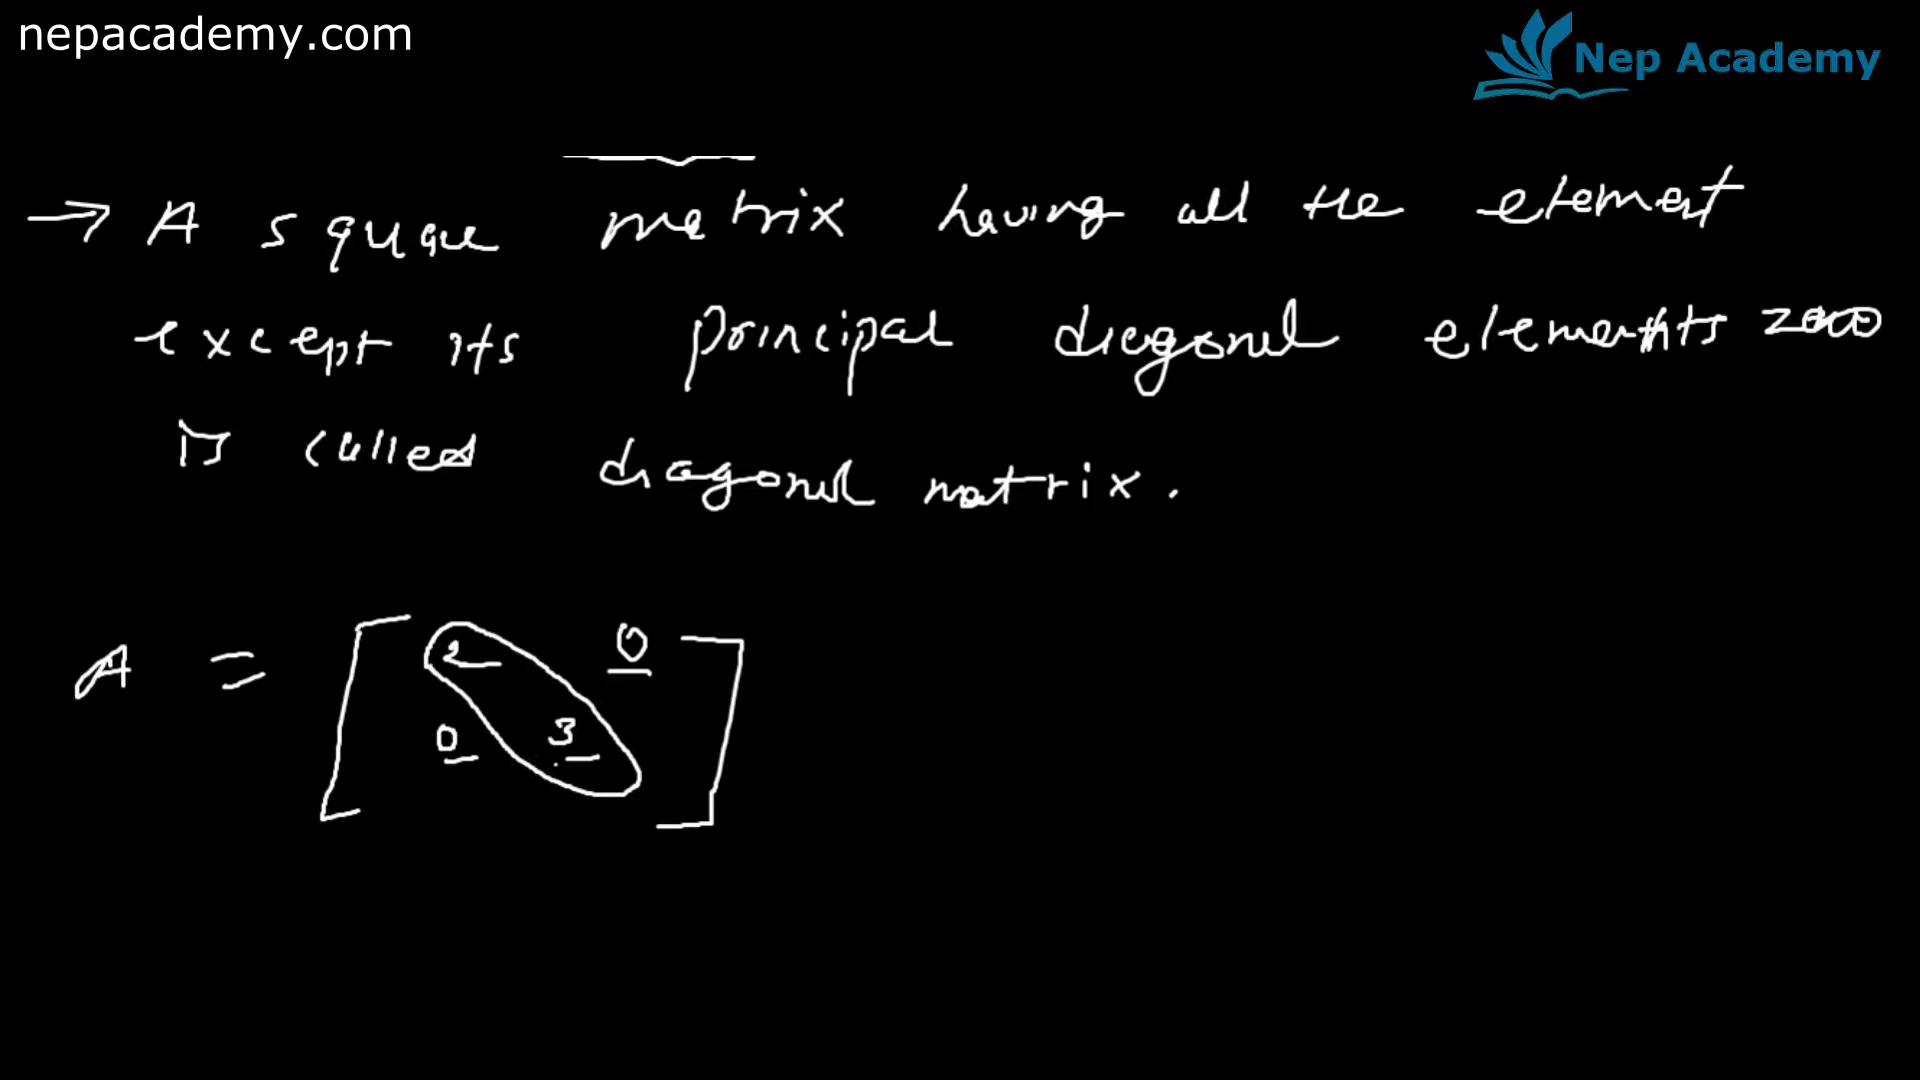 nepacademy.com
Nep Academy
→ A square matrix having all the element
except its principal diagonal elements zero
is called diagonal matrix.
A = [ 2 0
0 3 ]